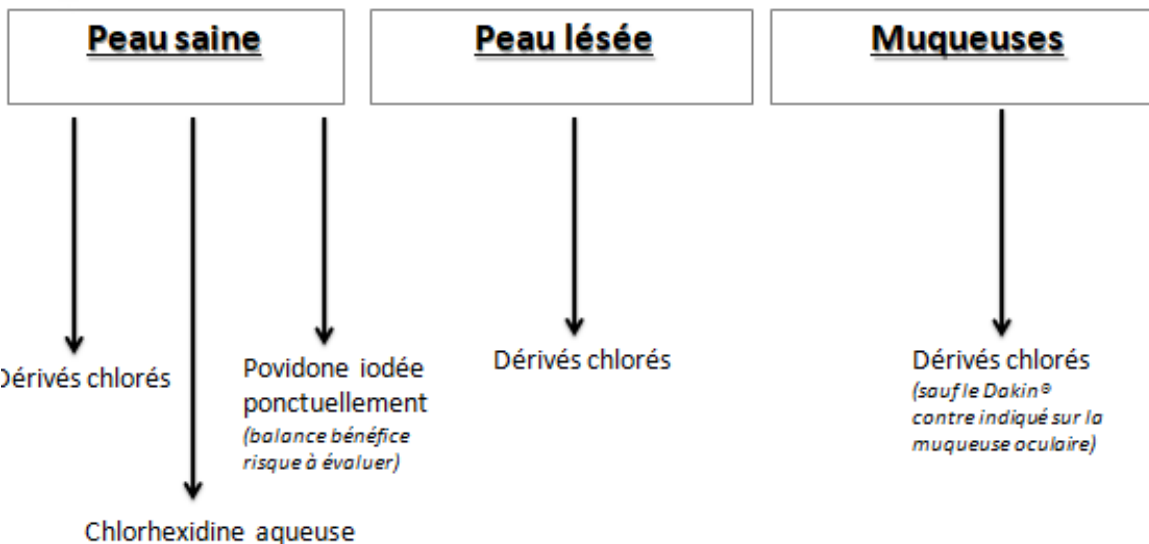 Peau saine
Peau lésée
Muqueuses
Dérivés chlorés
Povidone iodée
ponctuellement
(balance bénéfice
risque à évaluer)
Chlorhexidine aqueuse
Dérivés chlorés
Dérivés chlorés
(sauf le Dakin®
contre indiqué sur la
muqueuse oculaire)